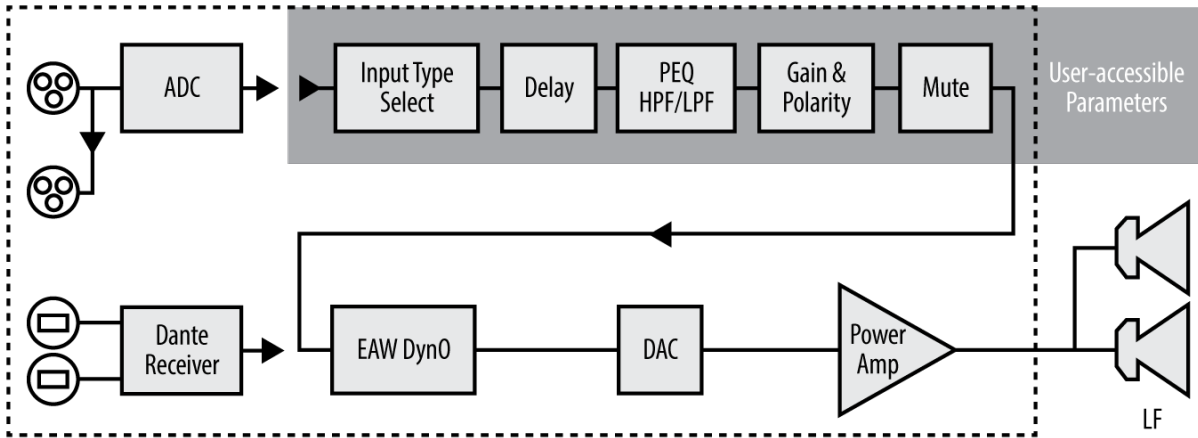 ADC
Input Type
Select
Delay
PEQ
HPF/LPF
Gain &
Polarity
Mute
User-accessible
Parameters
Dante
Receiver
EAW DynO
DAC
Power
Amp
LF